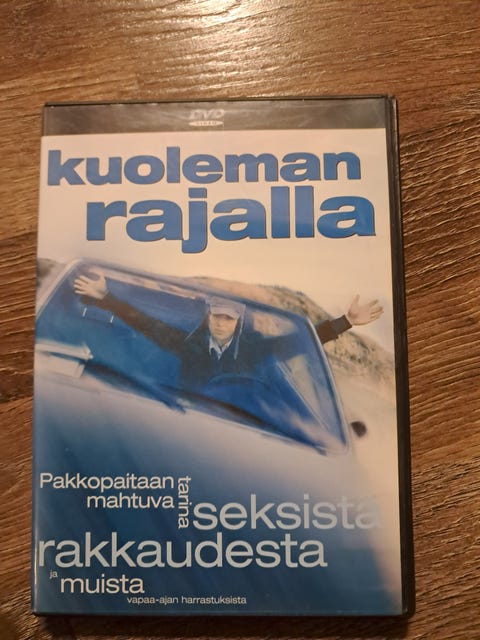 DVD
VIDEO
kuoleman
rajalla
Pakkopaitaan
mahtuva
tarina
seksistä
rakkaudesta
ja muista
vapaa-ajan harrastuksista